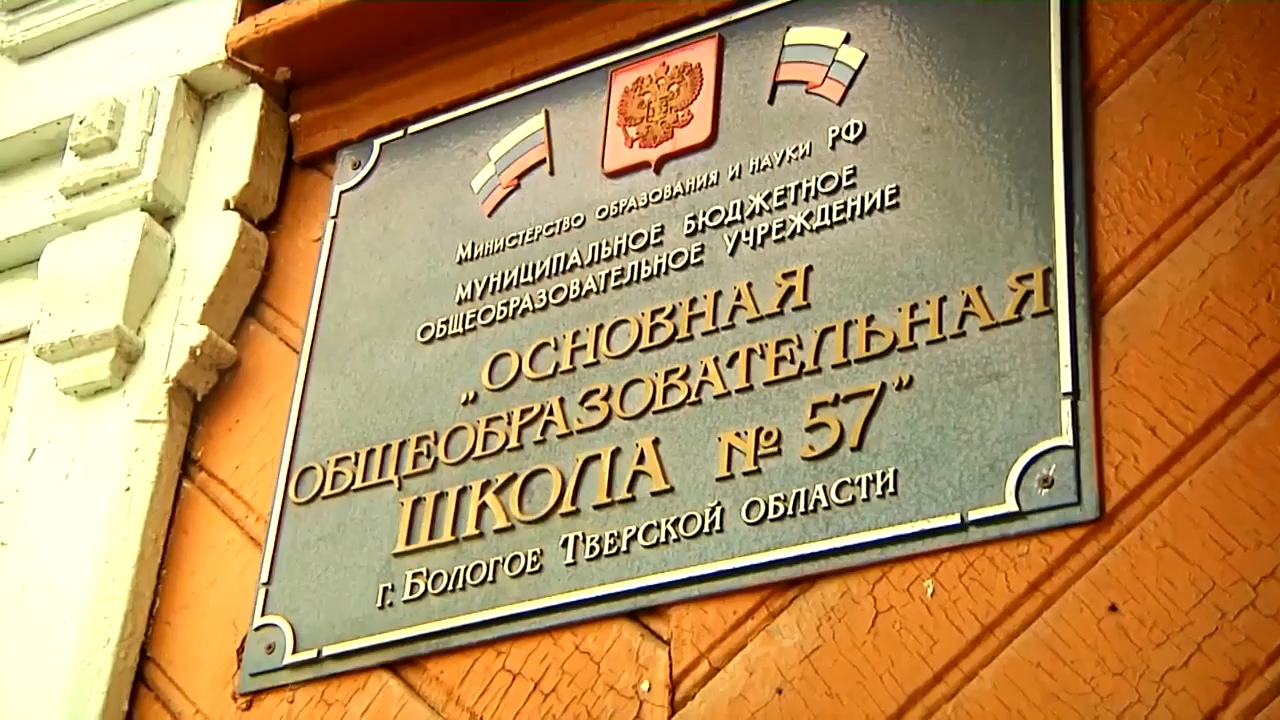 Министерство образования и науки РФ
МУНИЦИПАЛЬНОЕ БЮДЖЕТНОЕ
ОБЩЕОБРАЗОВАТЕЛЬНОЕ УЧРЕЖДЕНИЕ
„ОСНОВНАЯ
ОБЩЕОБРАЗОВАТЕЛЬНАЯ
ШКОЛА № 57”
г. Бологое Тверской области